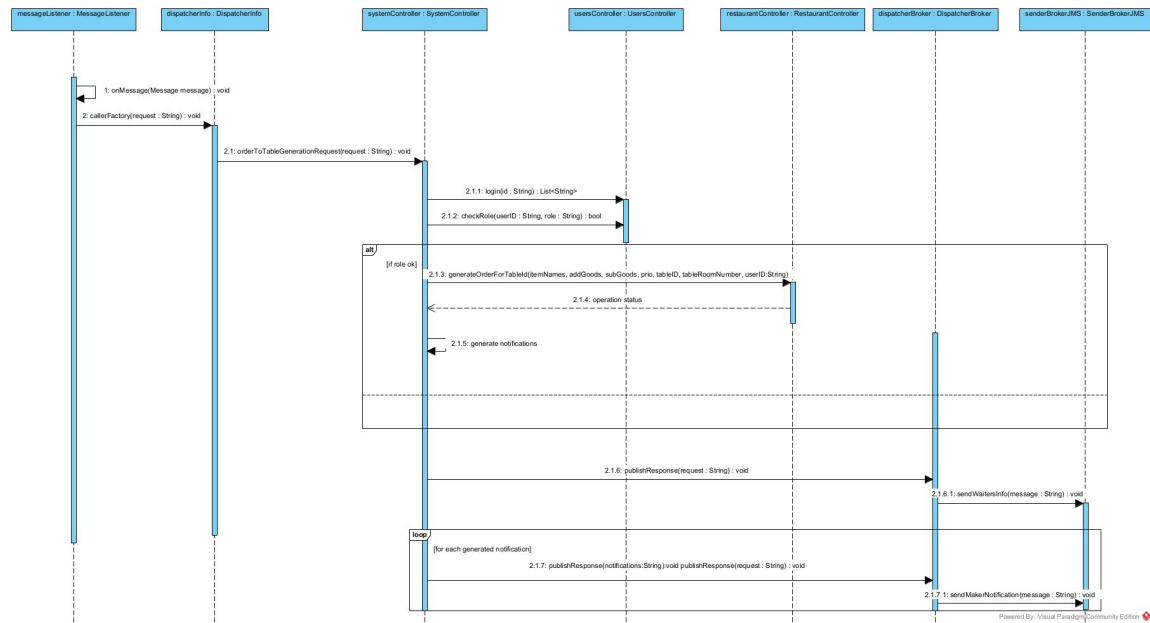 messageListener : MessageListener
dispatcherInfo : DispatcherInfo
systemController : SystemController
usersController : UsersController
restaurantController : RestaurantController
dispatcherBroker : DispatcherBroker
senderBrokerJMS : SenderBrokerJMS
1: onMessage(Message message) : void
2: callerFactory(request : String) : void
2.1: orderToTableGenerationRequest(request : String) : void
2.1.1: login(id : String) : List<String>
2.1.2: checkRole(userID : String, role : String) : bool
alt
[if role ok]
2.1.3: generateOrderForTableId(itemNames, addGoods, subGoods, prio, tableID, tableRoomNumber, userID:String)
2.1.4: operation status
2.1.5: generate notifications
2.1.6: publishResponse(request : String) : void
2.1.6.1: sendWaitersInfo(message : String) : void
loop
[for each generated notification]
2.1.7: publishResponse(notifications:String):void publishResponse(request : String) : void
2.1.7.1: sendMakerNotification(message : String) : void
Powered By : Visual Paradigm Community Edition